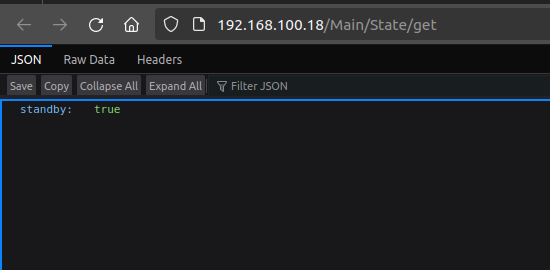 192.168.100.18/Main/State/get
JSON Raw Data Headers
Save Copy Collapse All Expand All Filter JSON
standby: true